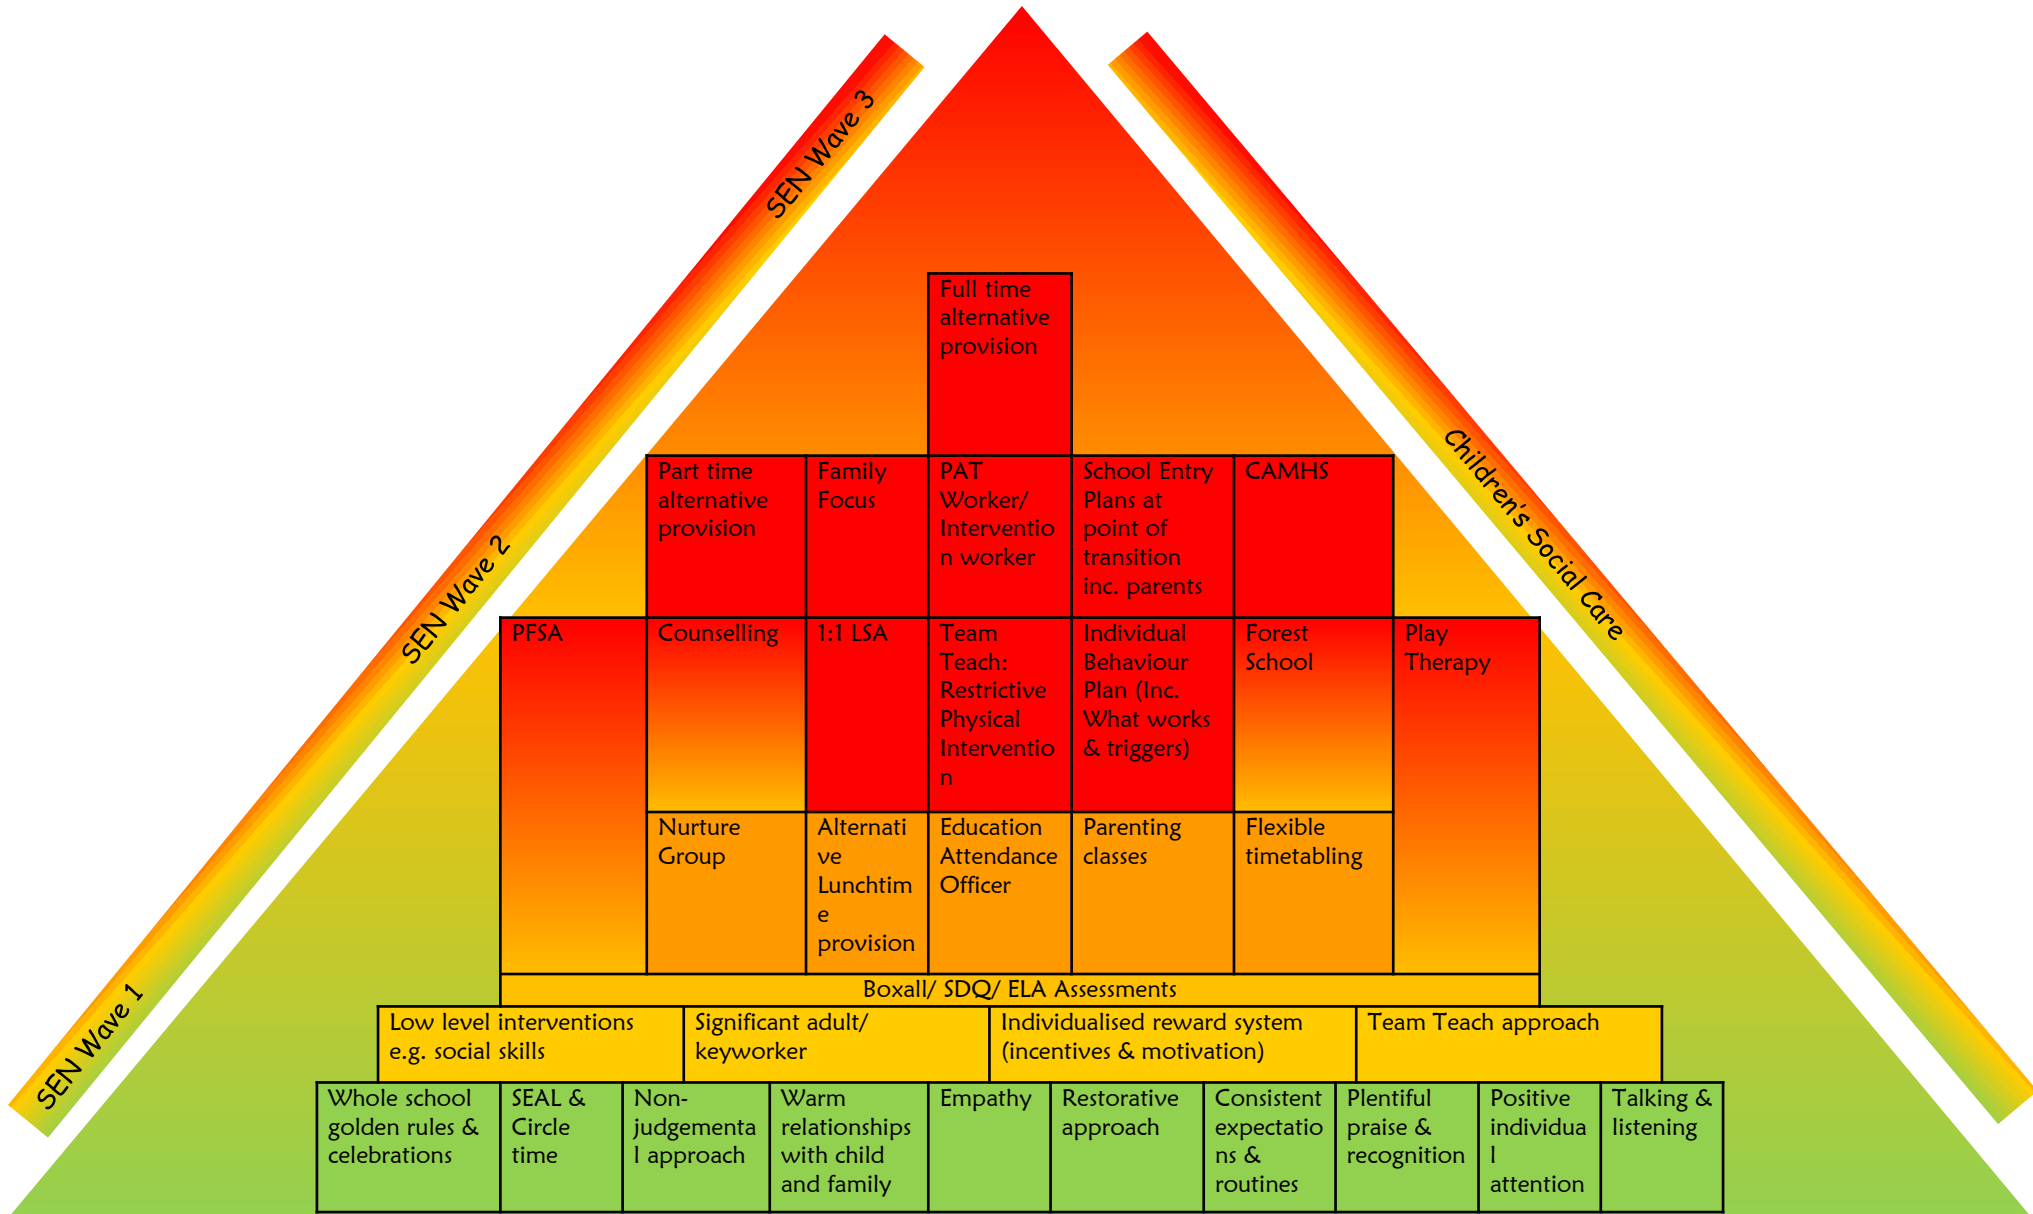 SEN Wave 3
SEN Wave 2
SEN Wave 1
Children's Social Care
Full time
alternative
provision
Part time
alternative
provision
Family
Focus
PAT
Worker/
Interventio
n worker
School Entry
Plans at
point of
transition
inc. parents
CAMHS
PFSA
Counselling
1:1 LSA
Team
Teach:
Restrictive
Physical
Interventio
n
Individual
Behaviour
Plan (Inc.
What works
& triggers)
Forest
School
Play
Therapy
Nurture
Group
Alternati
ve
Lunchtim
e
provision
Education
Attendance
Officer
Parenting
classes
Flexible
timetabling
Boxall/ SDQ/ ELA Assessments
Low level interventions
e.g. social skills
Significant adult/
keyworker
Individualised reward system
(incentives & motivation)
Team Teach approach
Whole school
golden rules &
celebrations
SEAL &
Circle
time
Non-
judgementa
l approach
Warm
relationships
with child
and family
Empathy
Restorative
approach
Consistent
expectatio
ns &
routines
Plentiful
praise &
recognition
Positive
individua
l
attention
Talking &
listening